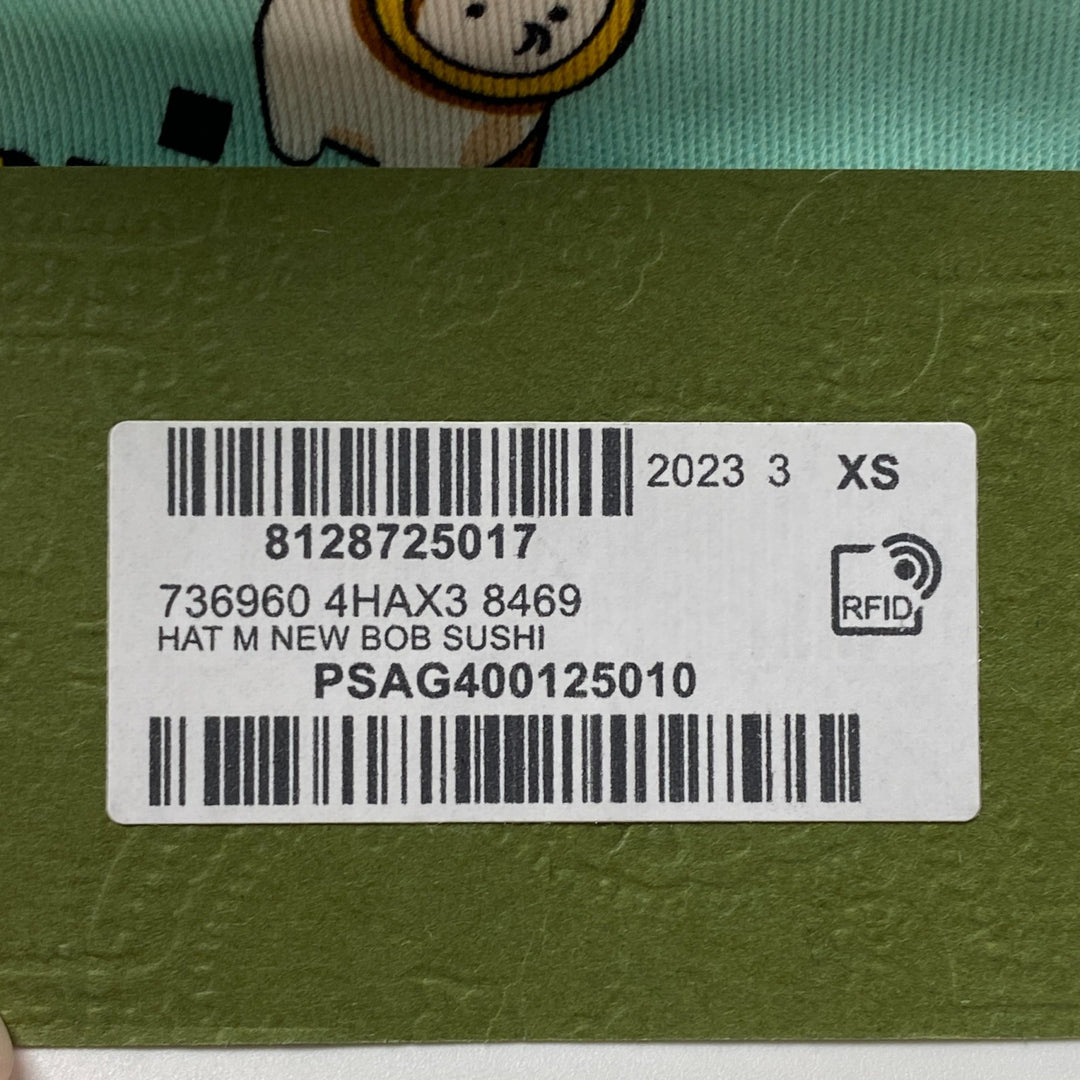 2023 3 XS
8128725017
736960 4HAX3 8469
RFID
HAT M NEW BOB SUSHI
PSAG400125010